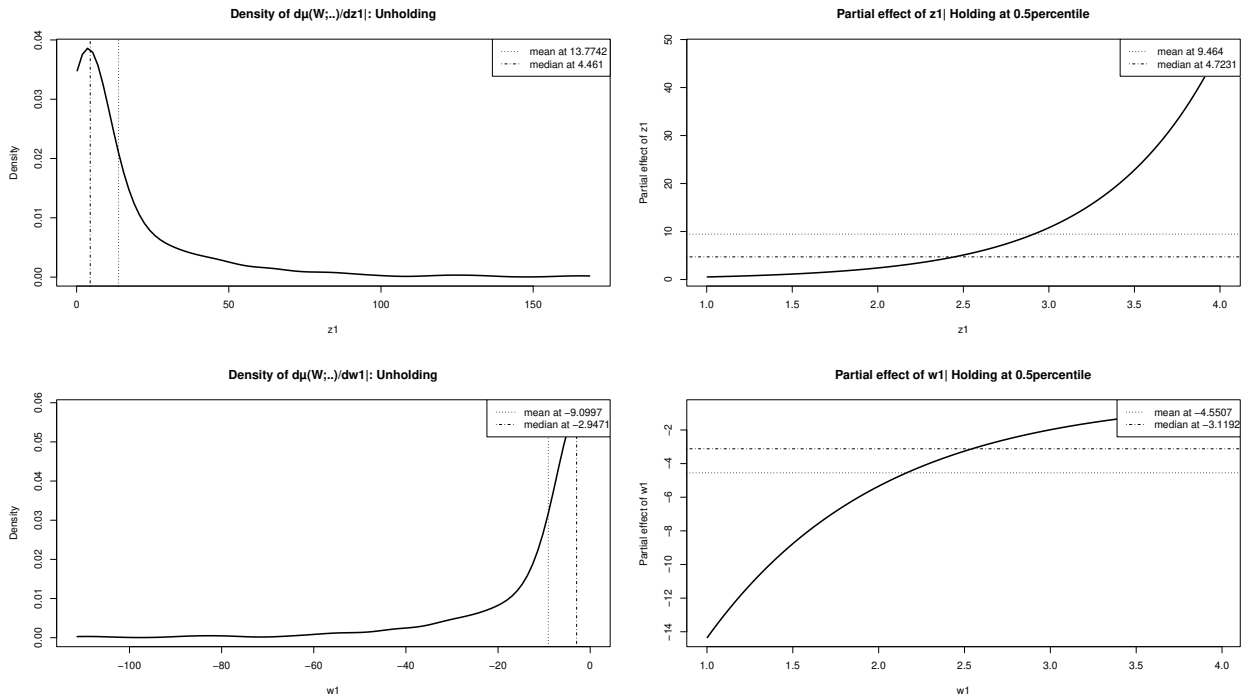 Density of dμ(W;..)/dz1|: Unholding
mean at 13.7742
median at 4.461
Density
0.00
0.01
0.02
0.03
0.04
0
50
100
150
z1
Partial effect of z1| Holding at 0.5percentile
mean at 9.464
median at 4.7231
Partial effect of z1
0
10
20
30
40
50
1.0
1.5
2.0
2.5
3.0
3.5
4.0
z1
Density of dμ(W;..)/dw1|: Unholding
mean at −9.0997
median at −2.9471
Density
0.00
0.01
0.02
0.03
0.04
0.05
0.06
−100
−80
−60
−40
−20
0
w1
Partial effect of w1| Holding at 0.5percentile
mean at −4.5507
median at −3.1192
Partial effect of w1
−14
−12
−10
−8
−6
−4
−2
1.0
1.5
2.0
2.5
3.0
3.5
4.0
w1